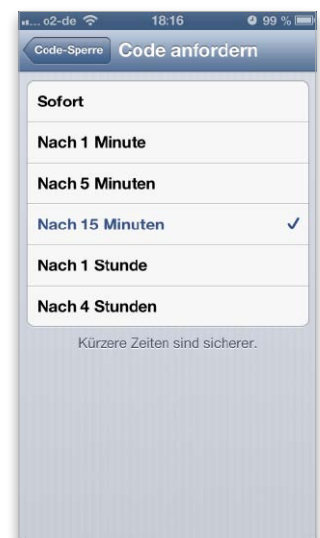 .... o2-de 18:16 99 %
Code-Sperre Code anfordern
Sofort
Nach 1 Minute
Nach 5 Minuten
Nach 15 Minuten
Nach 1 Stunde
Nach 4 Stunden
Kürzere Zeiten sind sicherer.